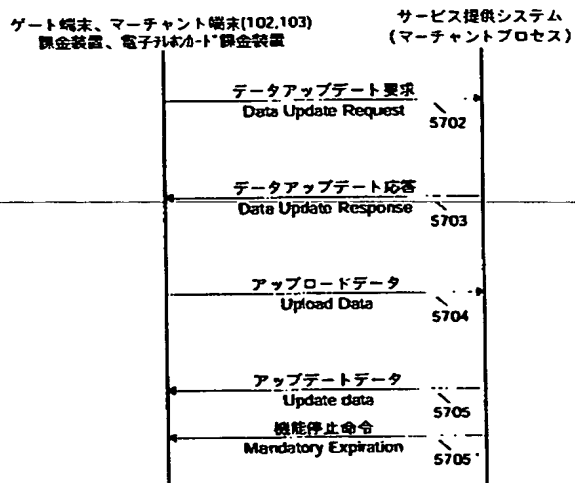 ゲート端末、マーチャント端末(102,103)
課金装置、電子テレホンカード課金装置
サービス提供システム
(マーチャントプロセス)
データアップデート要求
Data Update Request
5702
データアップデート応答
Data Update Response
5703
アップロードデータ
Upload Data
5704
アップデートデータ
Update data
5705
機能停止命令
Mandatory Expiration
5705'